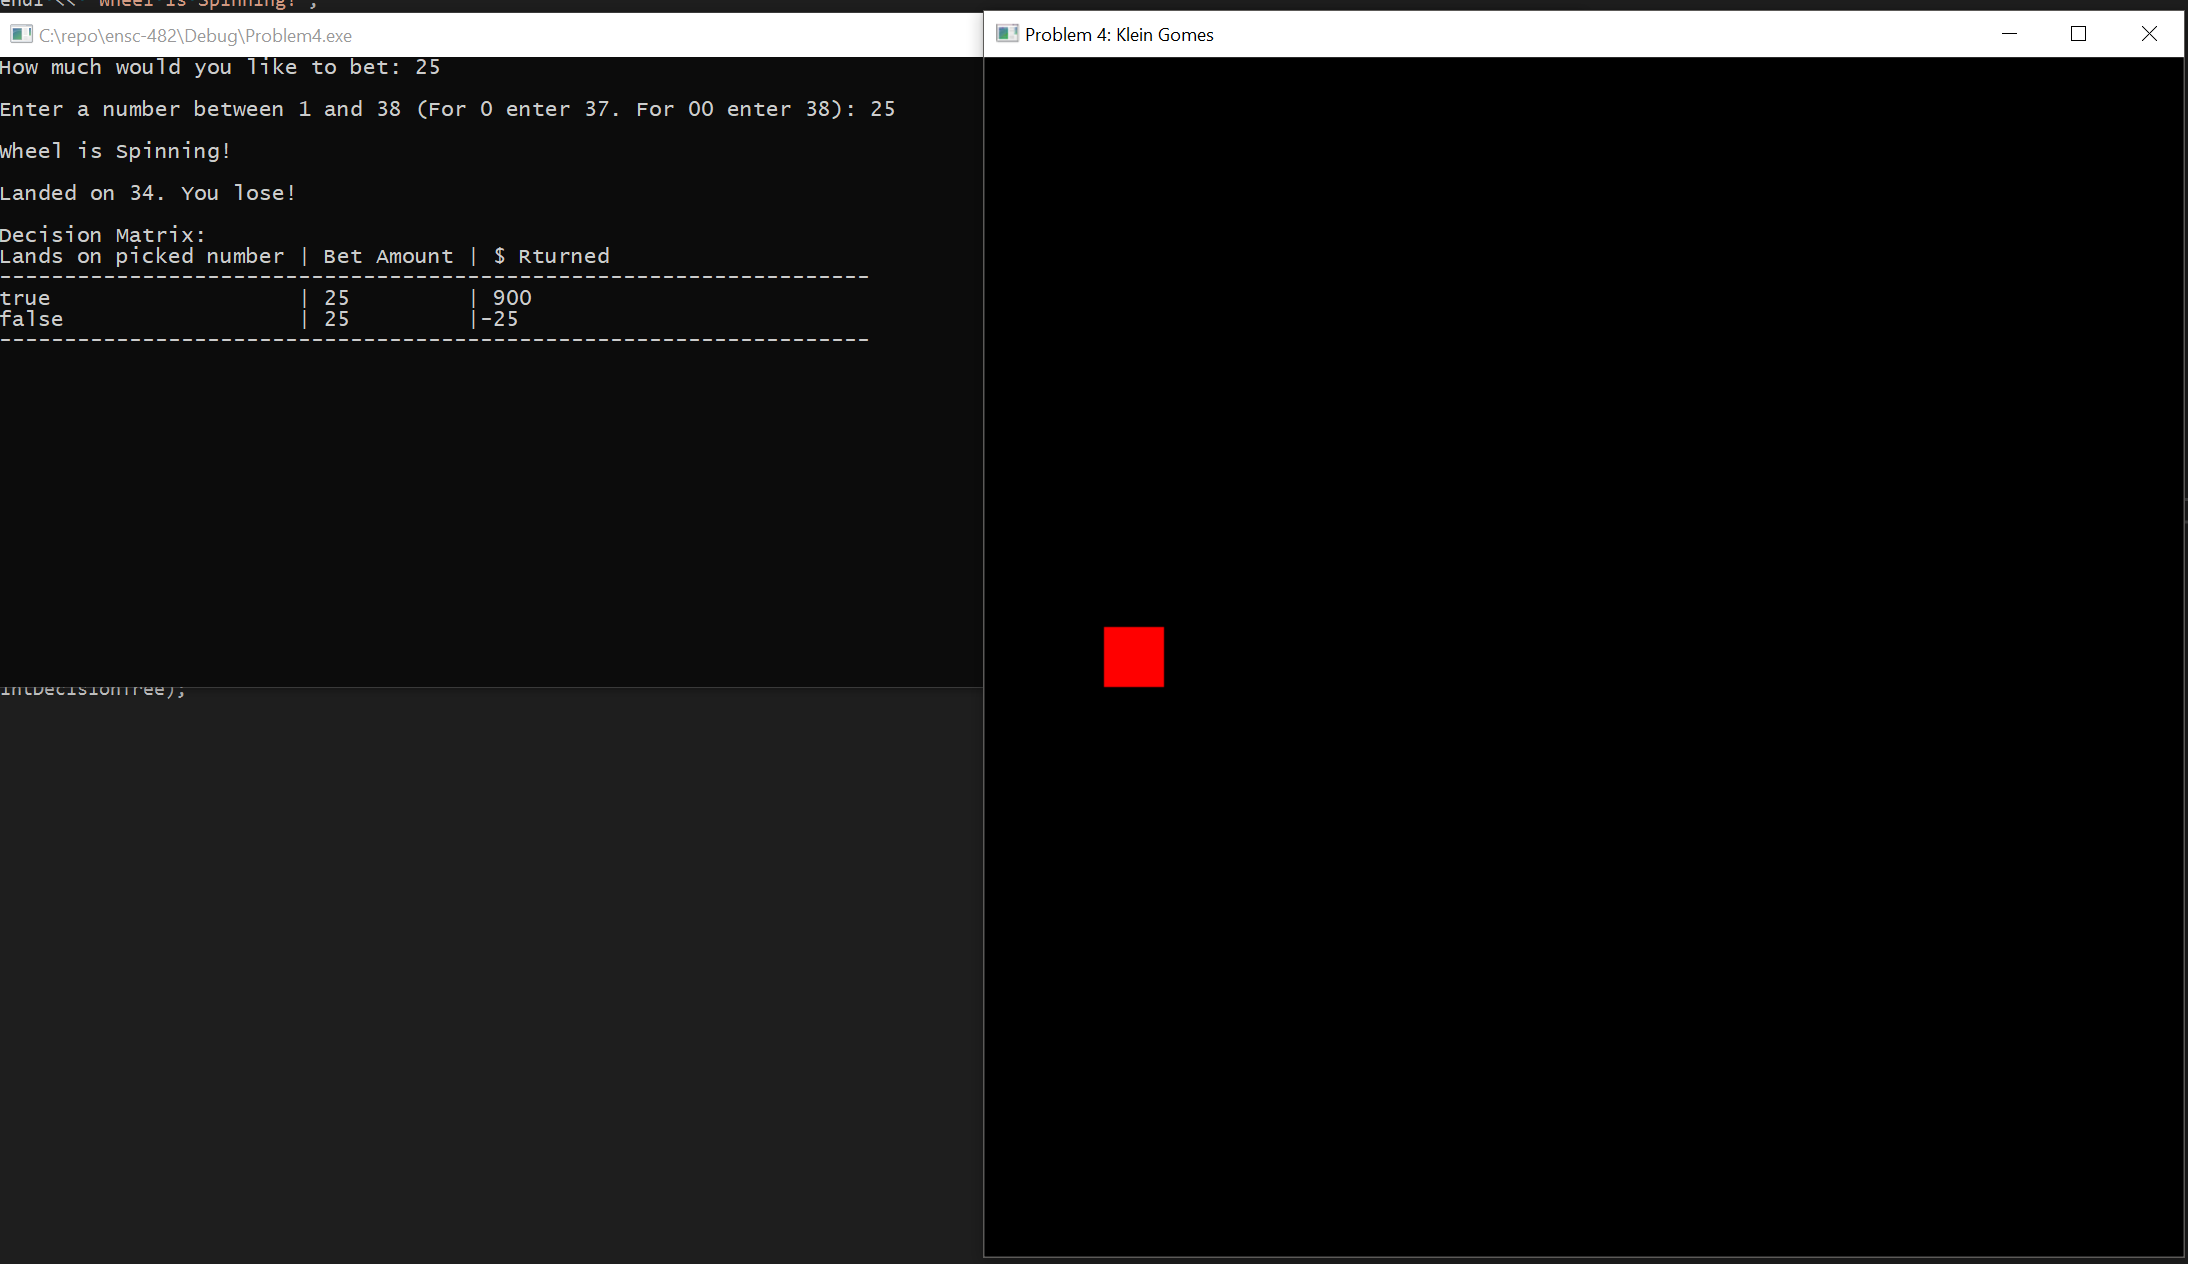 endl << "Wheel is Spinning!";
C:\repo\ensc-482\Debug\Problem4.exe
How much would you like to bet: 25
Enter a number between 1 and 38 (For 0 enter 37. For 00 enter 38): 25
Wheel is Spinning!
Landed on 34. You lose!
Decision Matrix:
Lands on picked number | Bet Amount | $ Rturned
-------------------------------------------------------------------
true | 25 | 900
false | 25 |-25
-------------------------------------------------------------------
intDecisionTree);
Problem 4: Klein Gomes